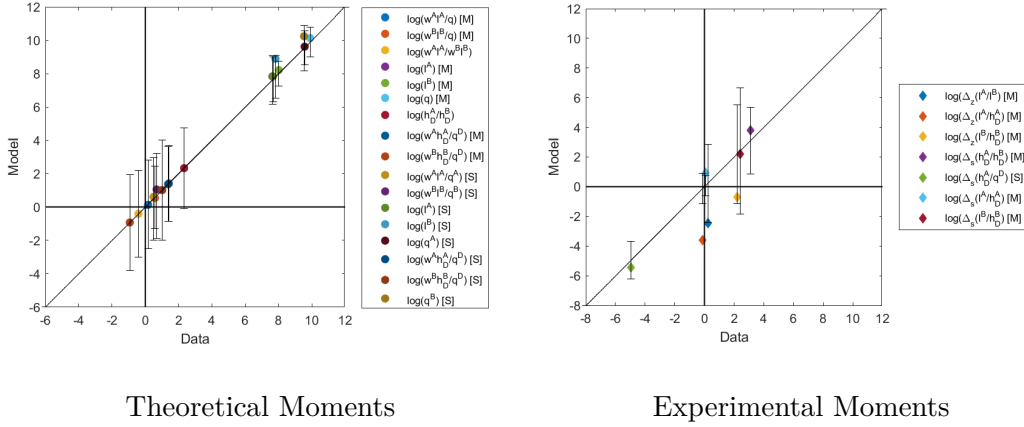 12
10
8
6
4
2
0
-2
-4
-6
Model
-6 -4 -2 0 2 4 6 8 10 12
Data
log(w^A l^A/q) [M]
log(w^B l^B/q) [M]
log(w^A l^A/w^B l^B)
log(l^A) [M]
log(l^B) [M]
log(q) [M]
log(h_D^A/h_D^B)
log(w^A h_D^A/q^D) [M]
log(w^B h_D^B/q^D) [M]
log(w^A l^A/q^A) [S]
log(w^B l^B/q^B) [S]
log(l^A) [S]
log(l^B) [S]
log(q^A) [S]
log(w^A h_D^A/q^D) [S]
log(w^B h_D^B/q^D) [S]
log(q^B) [S]
Theoretical Moments
12
10
8
6
4
2
0
-2
-4
-6
-8
Model
-8 -6 -4 -2 0 2 4 6 8 10 12
Data
log(Δ_z(l^A/l^B) [M]
log(Δ_z(l^A/h_D^A) [M]
log(Δ_z(l^B/h_D^B) [M]
log(Δ_s(h_D^A/h_D^B) [M]
log(Δ_s(h_D^A/q^D) [S]
log(Δ_s(l^A/h_D^A) [M]
log(Δ_s(l^B/h_D^B) [M]
Experimental Moments